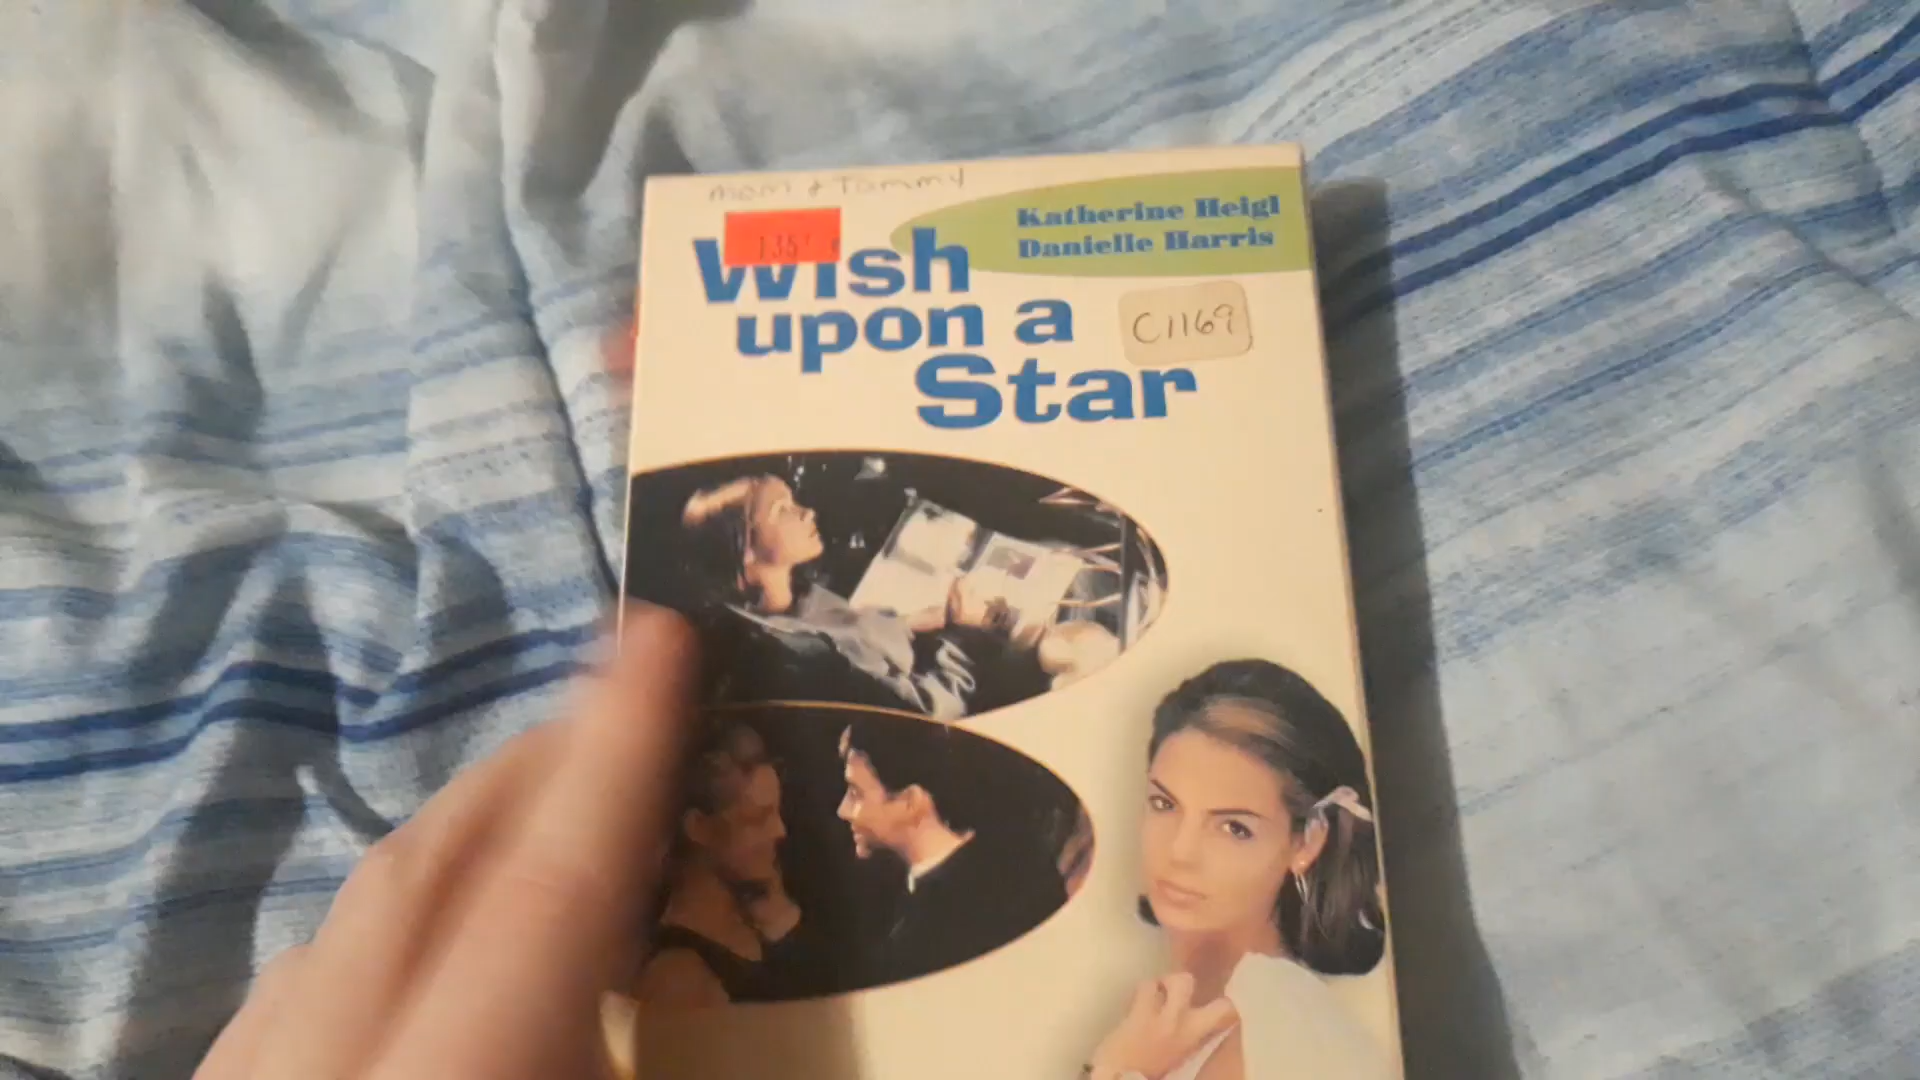 mom & Tommy
Katherine Heigl
Danielle Harris
Wish
upon a
Star
C1169